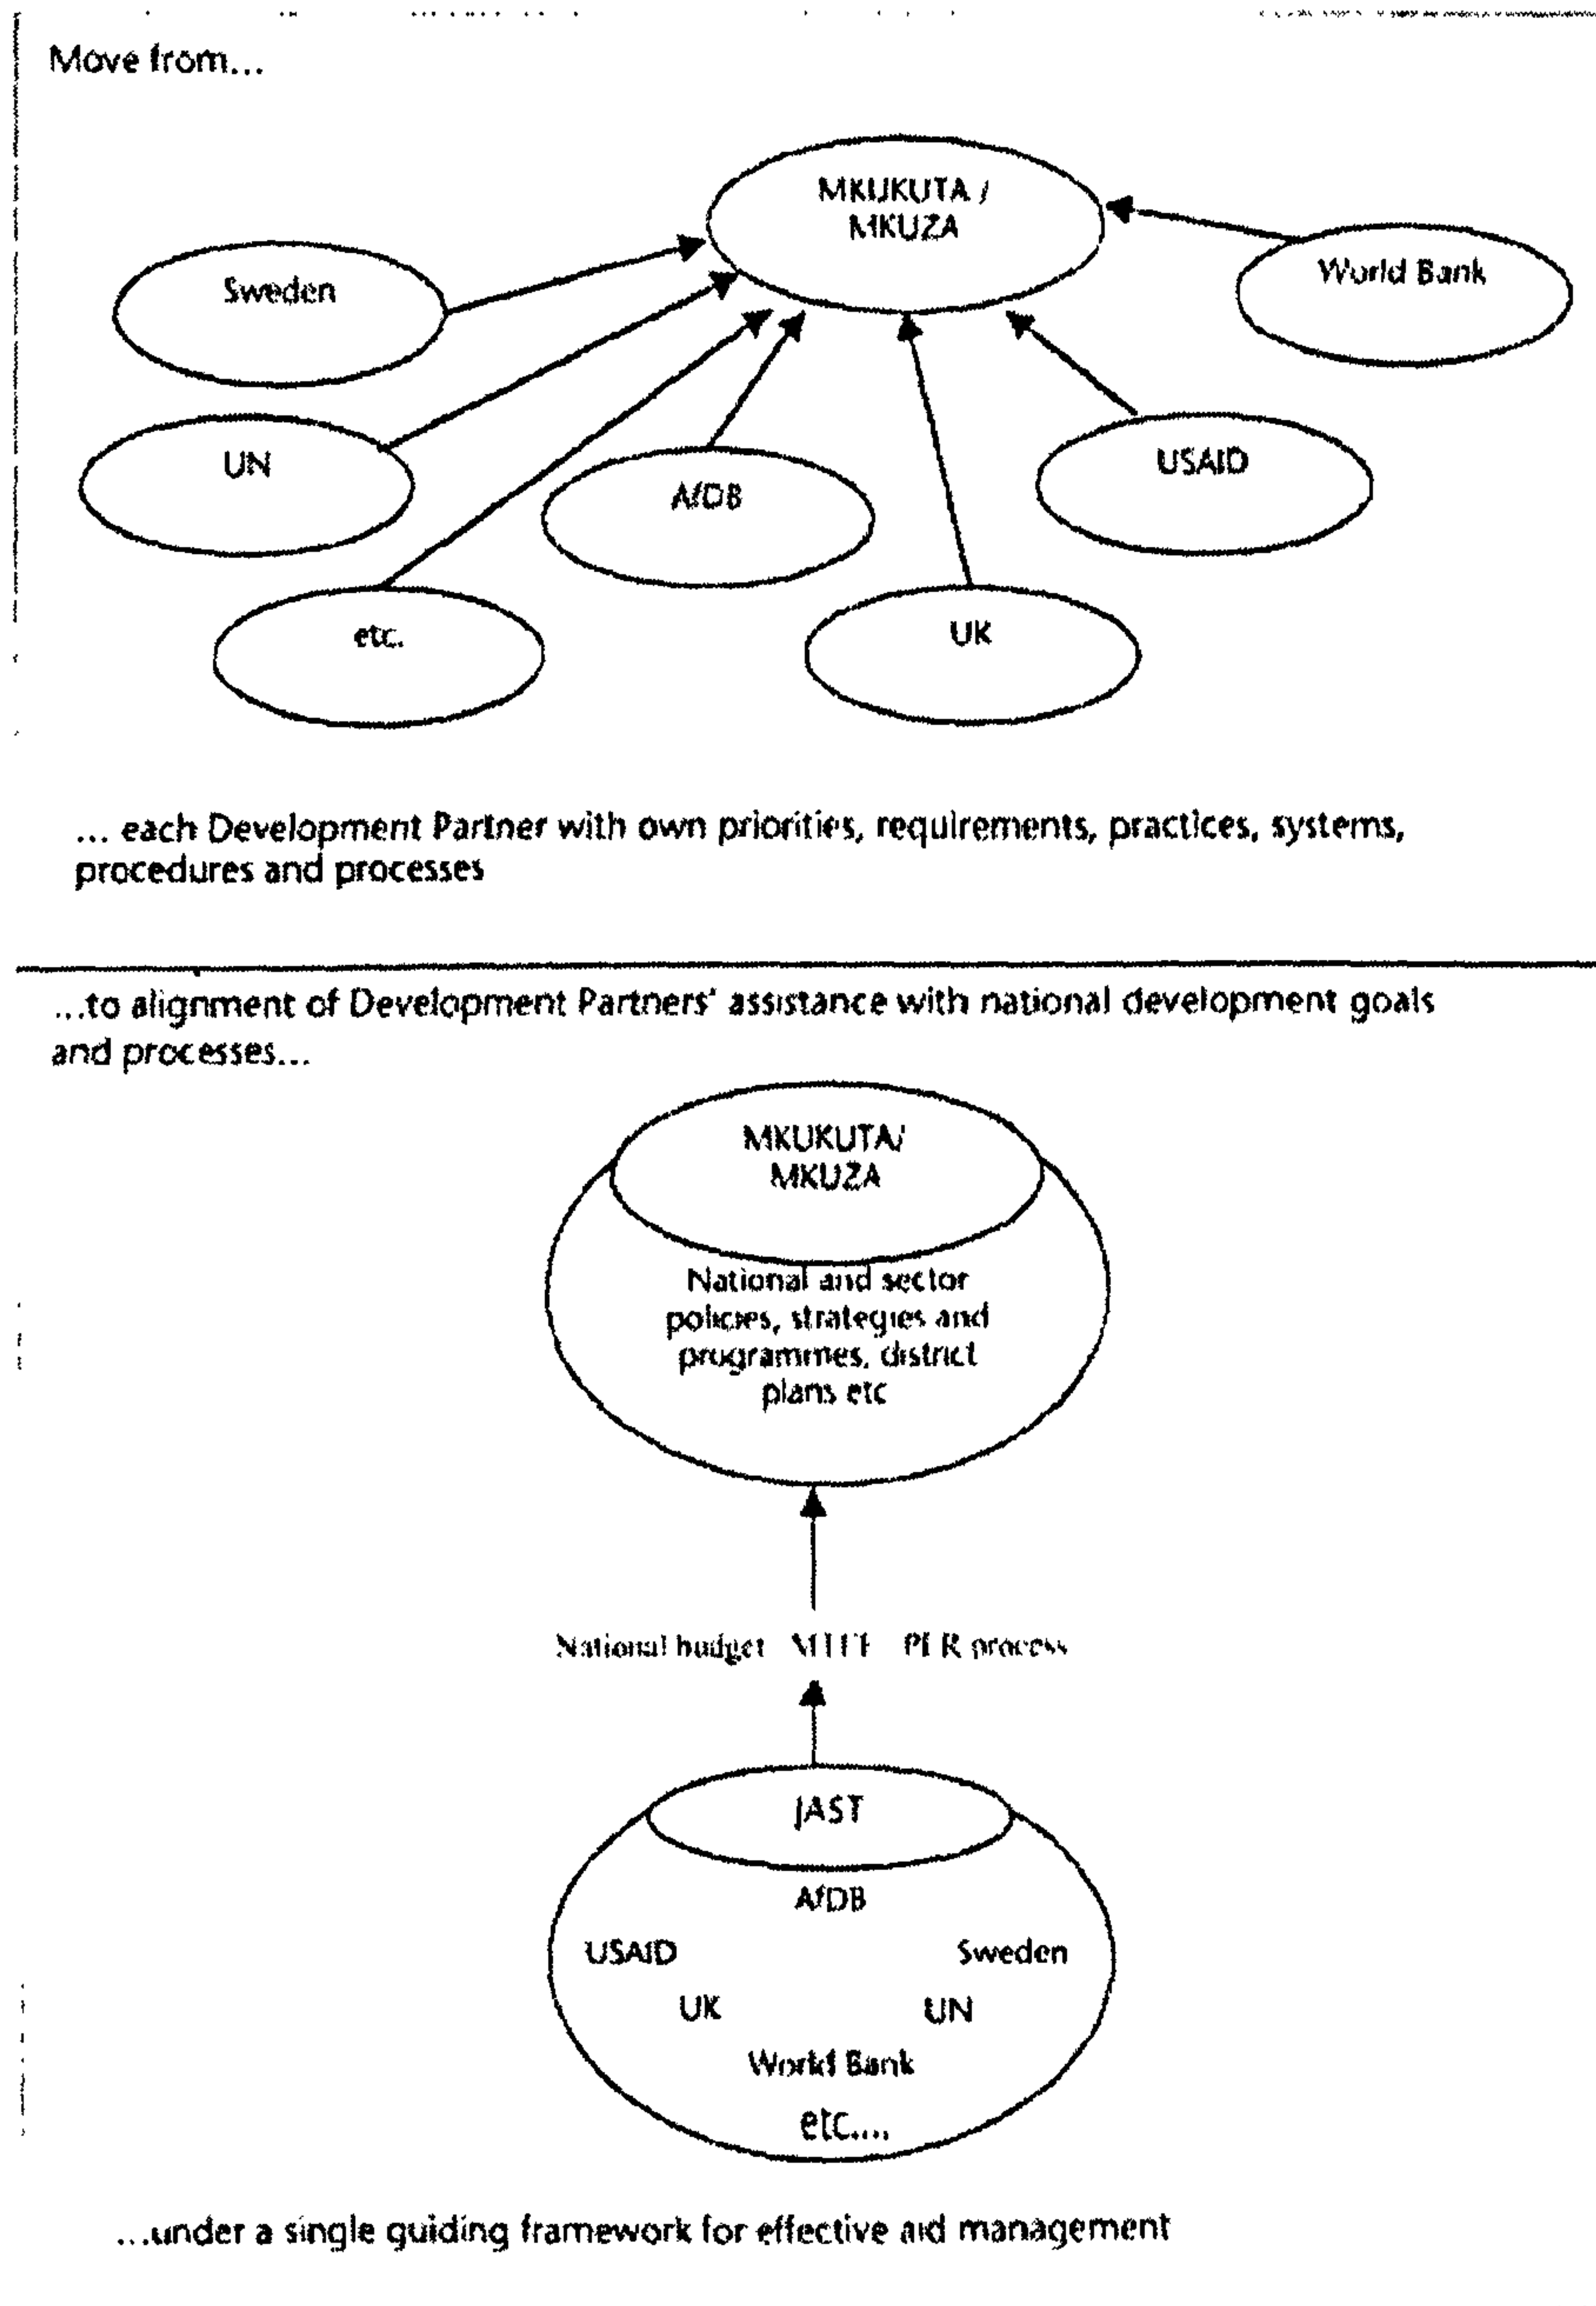 Move from...
MKUKUTA /
MKUZA
Sweden
World Bank
UN
AfDB
USAID
etc.
UK
... each Development Partner with own priorities, requirements, practices, systems,
procedures and processes
...to alignment of Development Partners' assistance with national development goals
and processes...
MKUKUTA/
MKUZA
National and sector
policies, strategies and
programmes, district
plans etc
National budget PER process
JAST
AfDB
USAID Sweden
UK UN
World Bank
etc....
...under a single guiding framework for effective aid management